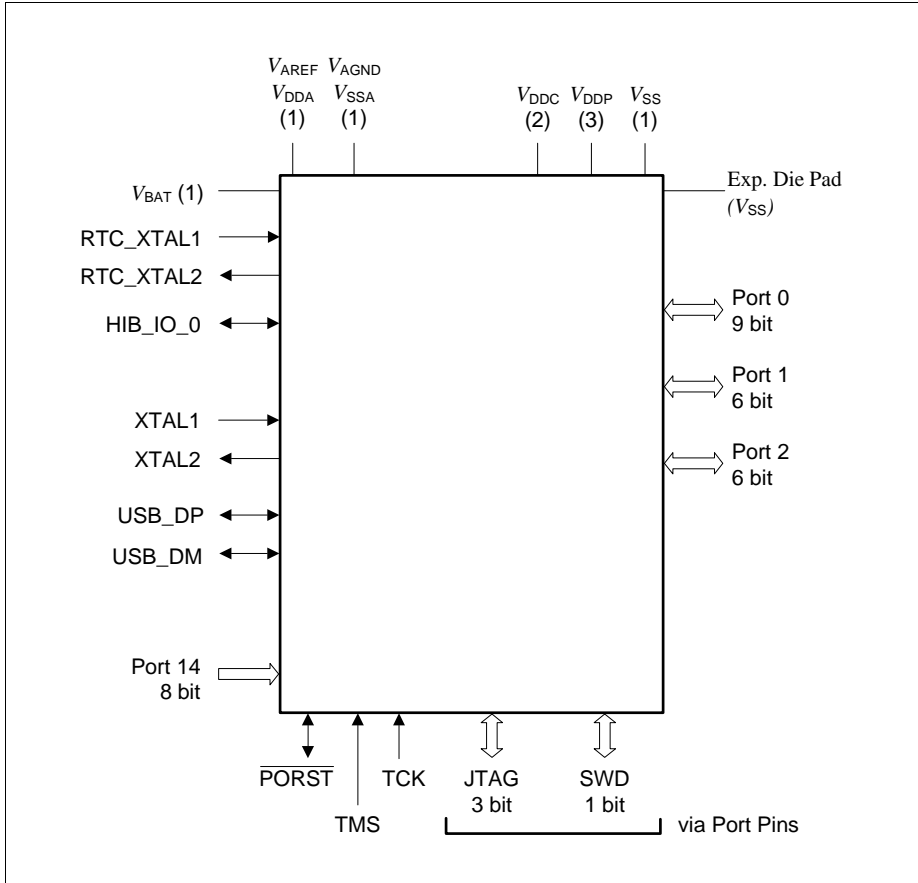 VAREF VAGND
VDDA VSSA VDDC VDDP VSS
(1) (1) (2) (3) (1)
VBAT (1)
Exp. Die Pad
(VSS)
RTC_XTAL1
RTC_XTAL2
HIB_IO_0
Port 0
9 bit
XTAL1
Port 1
6 bit
XTAL2
Port 2
6 bit
USB_DP
USB_DM
Port 14
8 bit
PORST TCK JTAG SWD
3 bit 1 bit
TMS via Port Pins